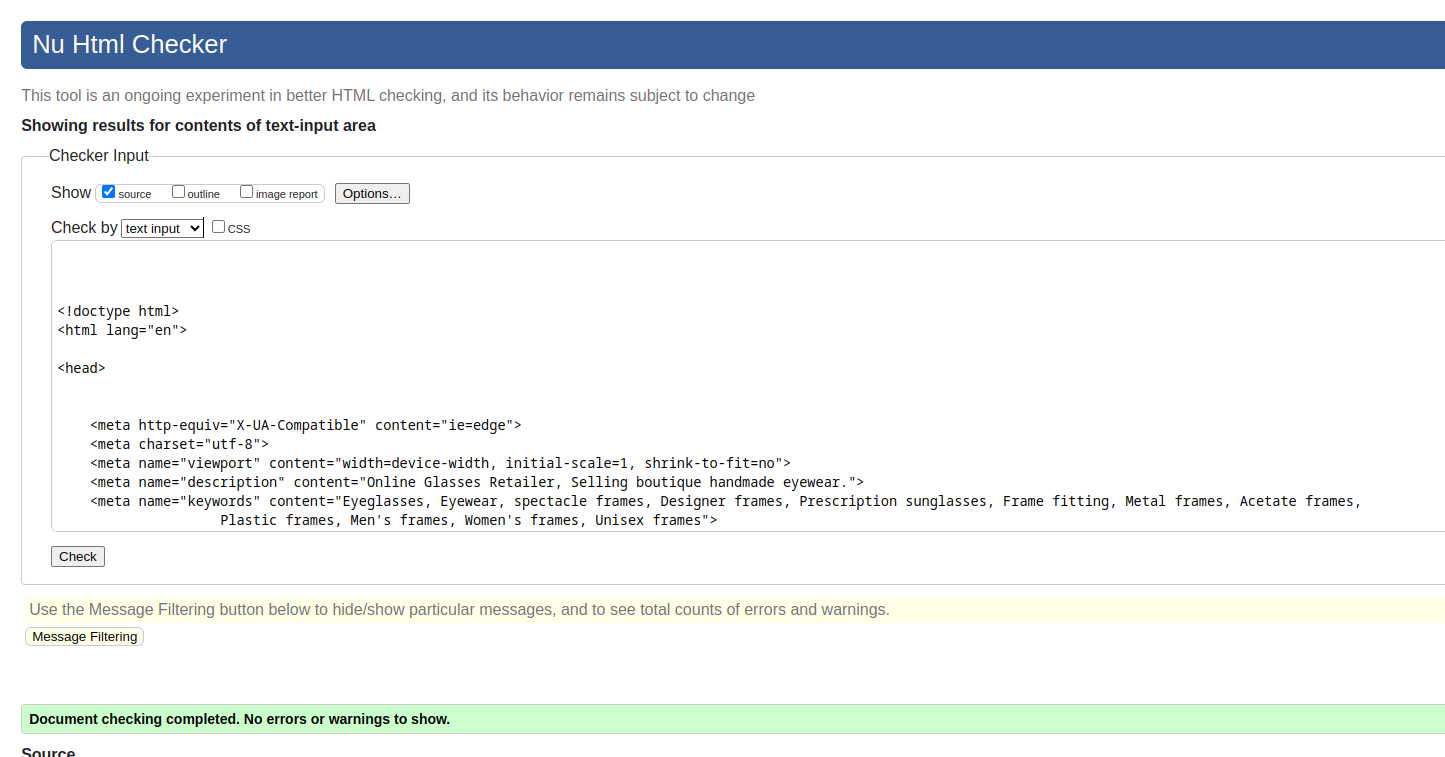 Nu Html Checker
This tool is an ongoing experiment in better HTML checking, and its behavior remains subject to change
Showing results for contents of text-input area
Checker Input
Show source outline image report Options...
Check by text input CSS
<!doctype html>
<html lang="en">
<head>
<meta http-equiv="X-UA-Compatible" content="ie=edge">
<meta charset="utf-8">
<meta name="viewport" content="width=device-width, initial-scale=1, shrink-to-fit=no">
<meta name="description" content="Online Glasses Retailer, Selling boutique handmade eyewear.">
<meta name="keywords" content="Eyeglasses, Eyewear, spectacle frames, Designer frames, Prescription sunglasses, Frame fitting, Metal frames, Acetate frames,
Plastic frames, Men's frames, Women's frames, Unisex frames">
Check
Use the Message Filtering button below to hide/show particular messages, and to see total counts of errors and warnings.
Message Filtering
Document checking completed. No errors or warnings to show.
Source